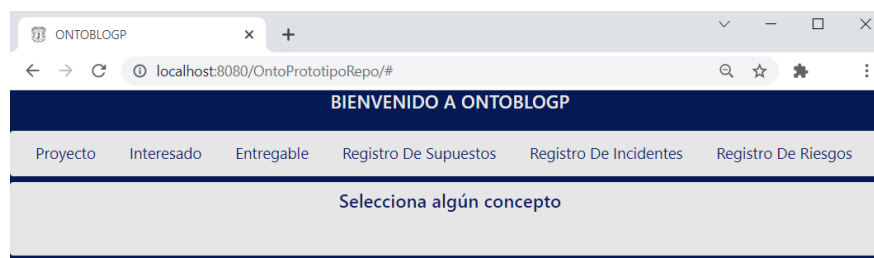 ONTOBLOGP
localhost:8080/OntoPrototipoRepo/#
BIENVENIDO A ONTOBLOGP
Proyecto Interesado Entregable Registro De Supuestos Registro De Incidentes Registro De Riesgos
Selecciona algún concepto